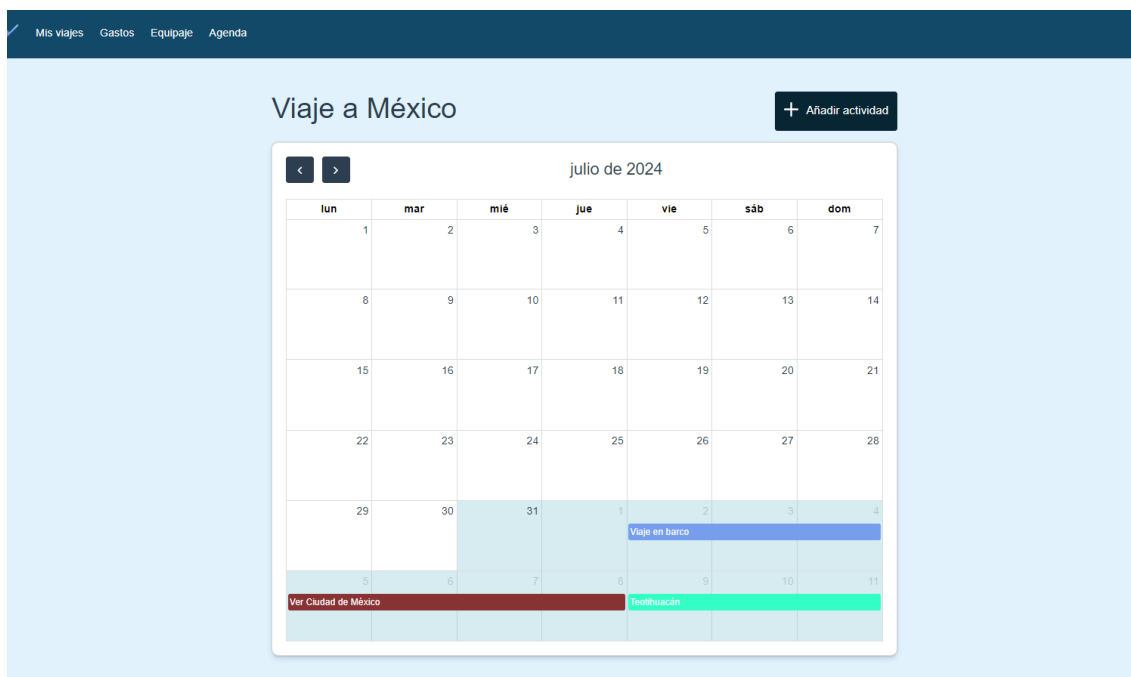 Mis viajes Gastos Equipaje Agenda
Viaje a México
Añadir actividad
julio de 2024
lun mar mié jue vie sáb dom
1 2 3 4 5 6 7
8 9 10 11 12 13 14
15 16 17 18 19 20 21
22 23 24 25 26 27 28
29 30 31 1 2 3 4
Viaje en barco
5 6 7 8 9 10 11
Ver Ciudad de México
Teotihuacán